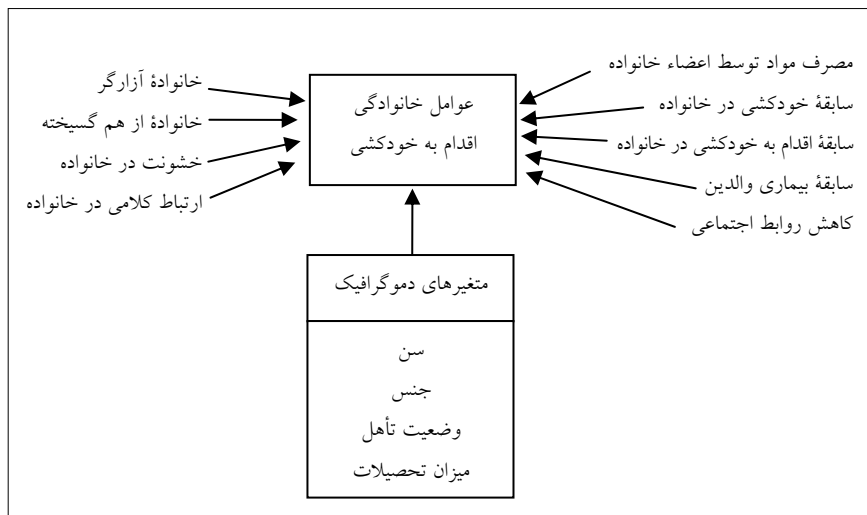 مصرف مواد توسط اعضاء خانواده
سابقهٔ خودکشی در خانواده
سابقهٔ اقدام به خودکشی در خانواده
سابقهٔ بیماری والدین
کاهش روابط اجتماعی
عوامل خانوادگی
اقدام به خودکشی
خانوادهٔ آزارگر
خانوادهٔ از هم گسیخته
خشونت در خانواده
ارتباط کلامی در خانواده
متغیرهای دموگرافیک
سن
جنس
وضعیت تأهل
میزان تحصیلات